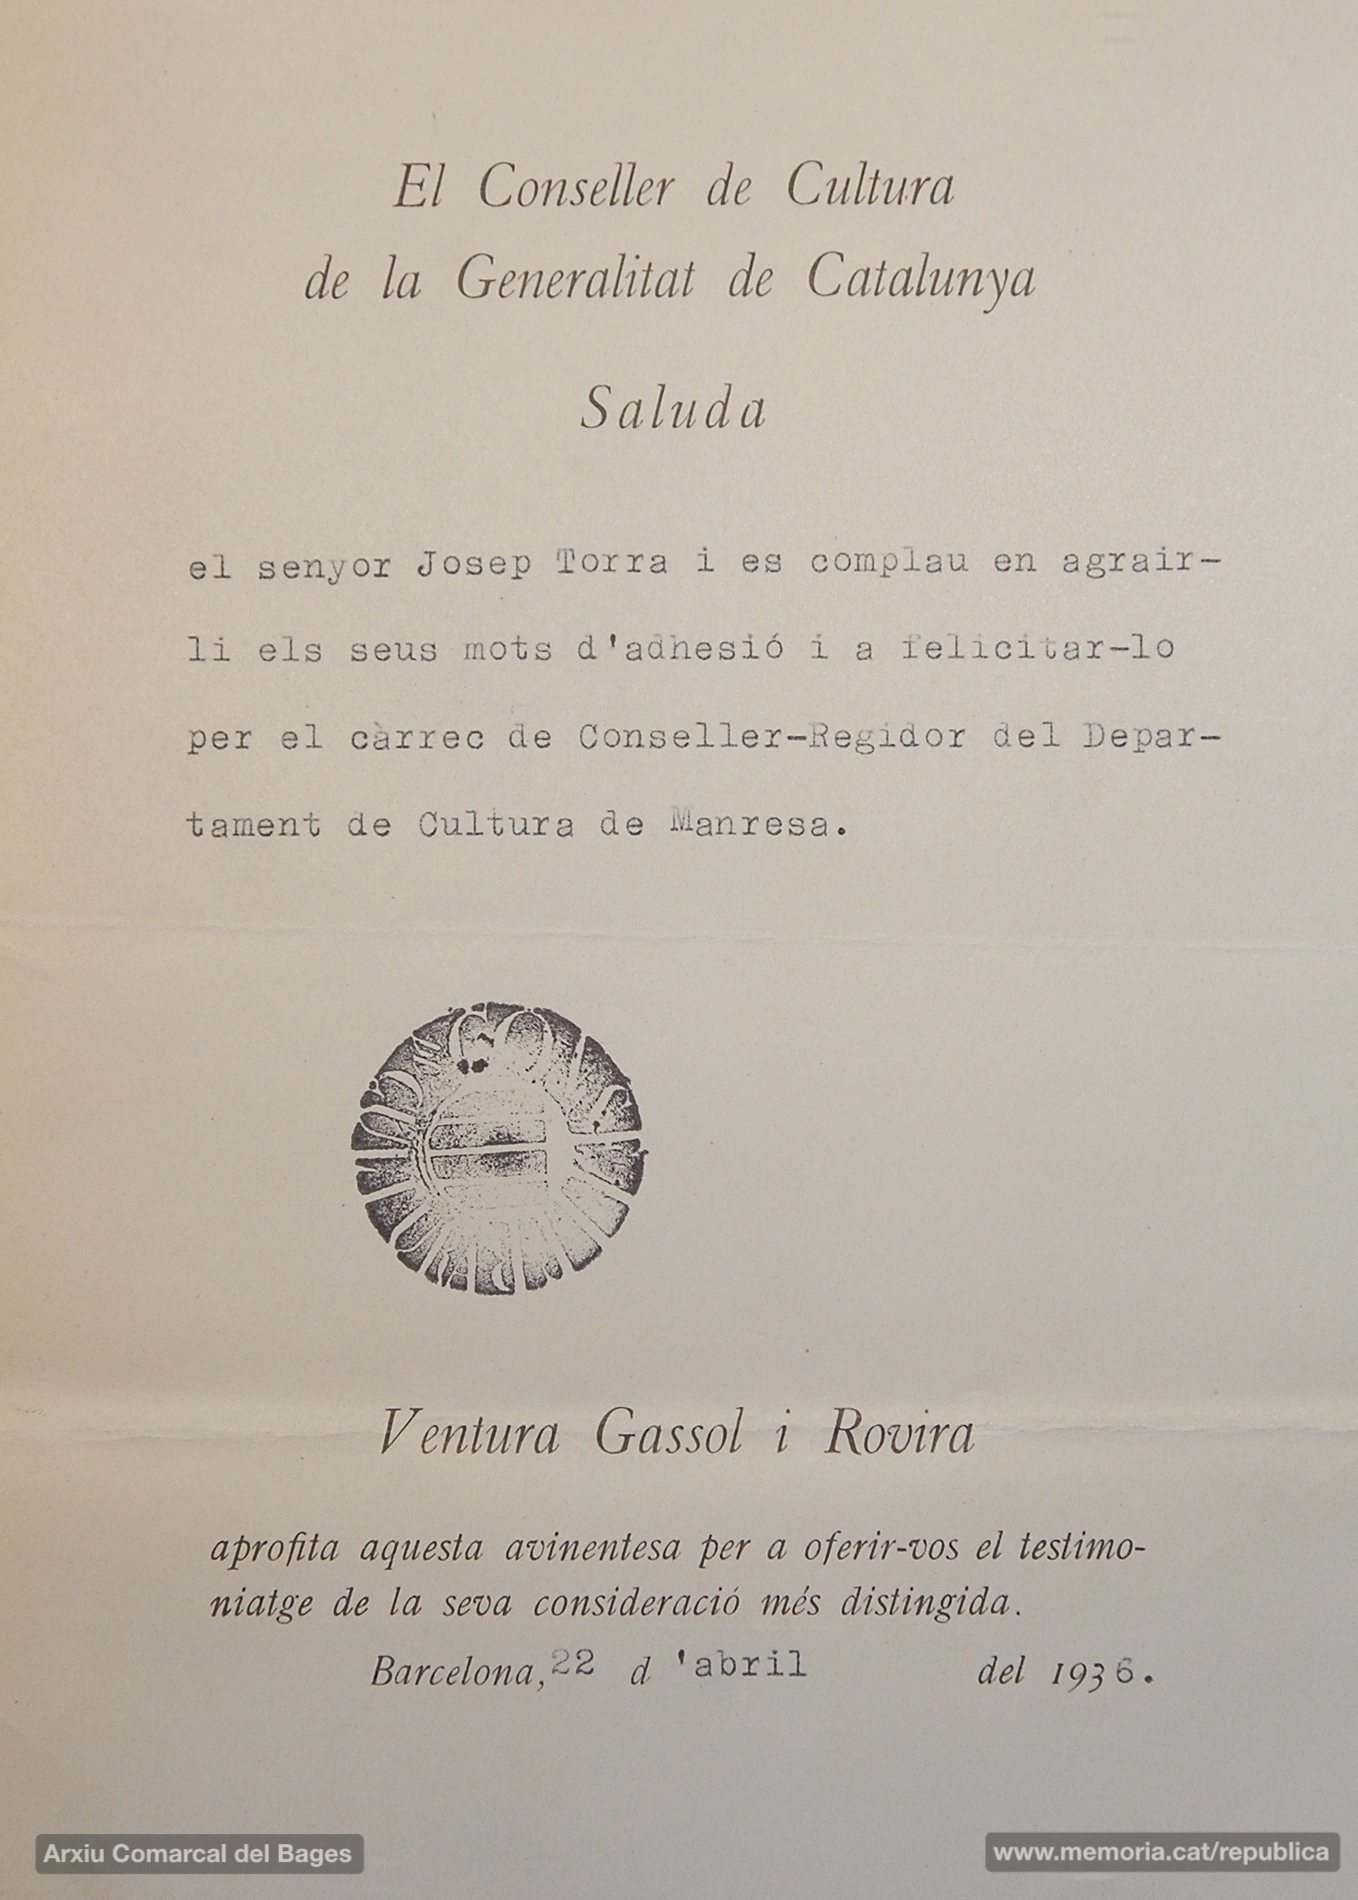 El Conseller de Cultura
de la Generalitat de Catalunya
Saluda
el senyor Josep Torra i es complau en agrair-
li els seus mots d'adhesió i a felicitar-lo
per el càrrec de Conseller-Regidor del Depar-
tament de Cultura de Manresa.
Ventura Gassol i Rovira
aprofita aquesta avinentesa per a oferir-vos el testimo-
niatge de la seva consideració més distingida.
Barcelona, 22 d 'abril del 1936.
Arxiu Comarcal del Bages
www.memoria.cat/republica